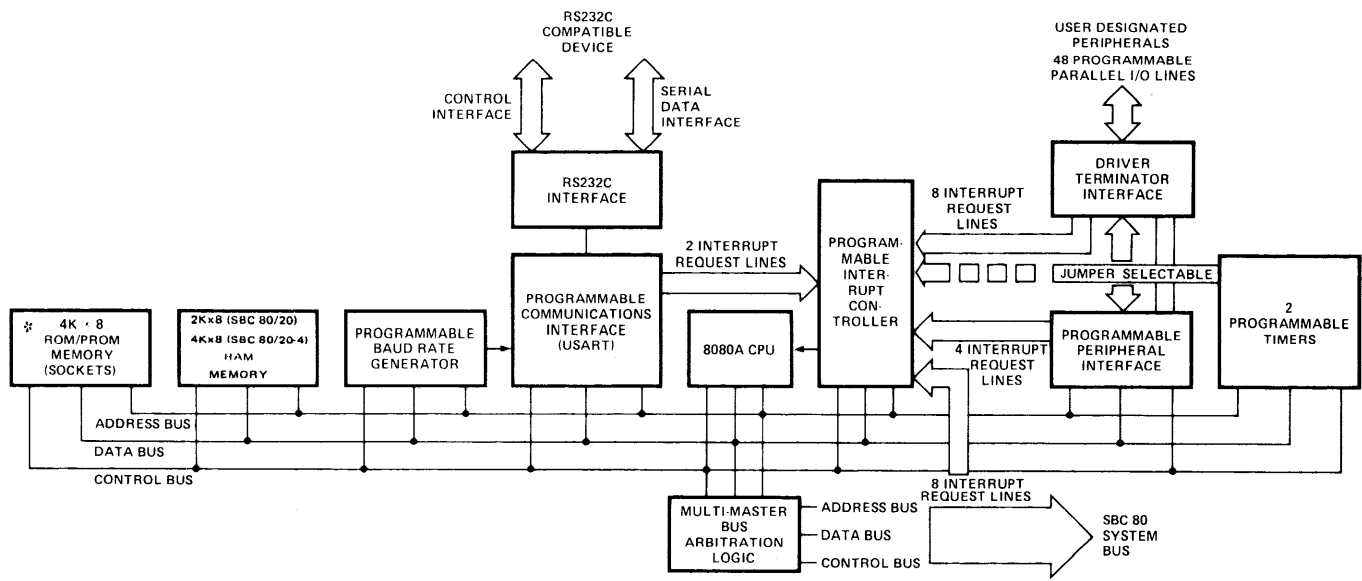 RS232C
COMPATIBLE
DEVICE
USER DESIGNATED
PERIPHERALS
48 PROGRAMMABLE
PARALLEL I/O LINES
CONTROL
INTERFACE
SERIAL
DATA
INTERFACE
RS232C
INTERFACE
DRIVER
TERMINATOR
INTERFACE
8 INTERRUPT
REQUEST
LINES
2 INTERRUPT
REQUEST LINES
PROGRAM-
MABLE
INTER-
RUPT
CON-
TROLLER
JUMPER SELECTABLE
* 4K × 8
ROM/PROM
MEMORY
(SOCKETS)
2Kx8 (SBC 80/20)
4Kx8 (SBC 80/20-4)
RAM
MEMORY
PROGRAMMABLE
BAUD RATE
GENERATOR
PROGRAMMABLE
COMMUNICATIONS
INTERFACE
(USART)
8080A CPU
4 INTERRUPT
REQUEST
LINES
PROGRAMMABLE
PERIPHERAL
INTERFACE
2
PROGRAMMABLE
TIMERS
ADDRESS BUS
DATA BUS
CONTROL BUS
8 INTERRUPT
REQUEST LINES
MULTI-MASTER
BUS
ARBITRATION
LOGIC
ADDRESS BUS
DATA BUS
CONTROL BUS
SBC 80
SYSTEM
BUS